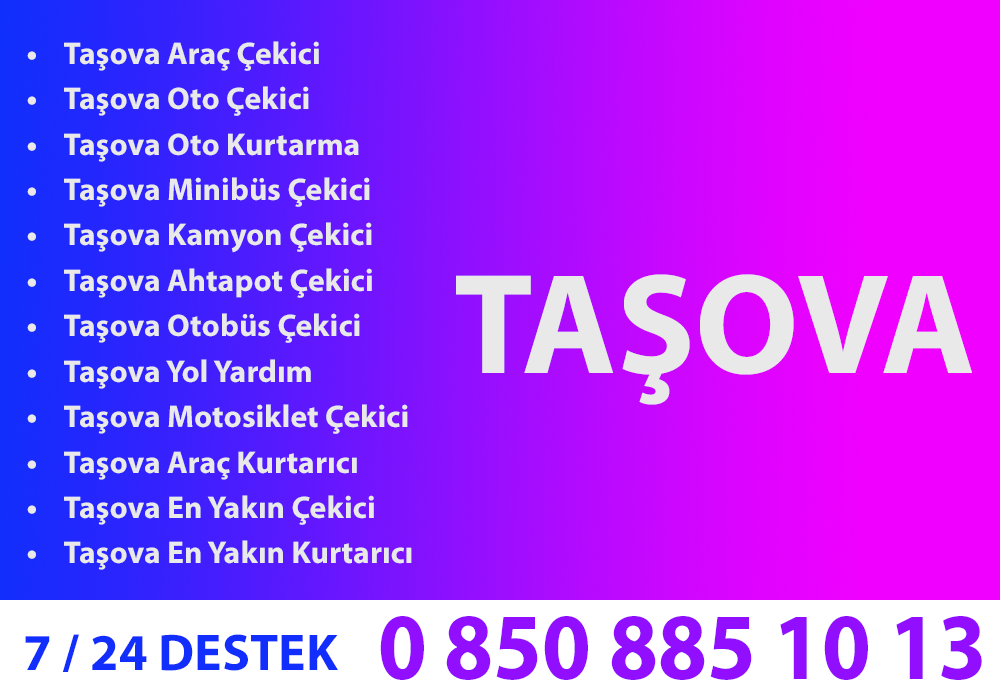 • Taşova Araç Çekici
• Taşova Oto Çekici
• Taşova Oto Kurtarma
• Taşova Minibüs Çekici
• Taşova Kamyon Çekici
• Taşova Ahtapot Çekici
• Taşova Otobüs Çekici
• Taşova Yol Yardım
• Taşova Motosiklet Çekici
• Taşova Araç Kurtarıcı
• Taşova En Yakın Çekici
• Taşova En Yakın Kurtarıcı
TAŞOVA
7 / 24 DESTEK 0 850 885 10 13